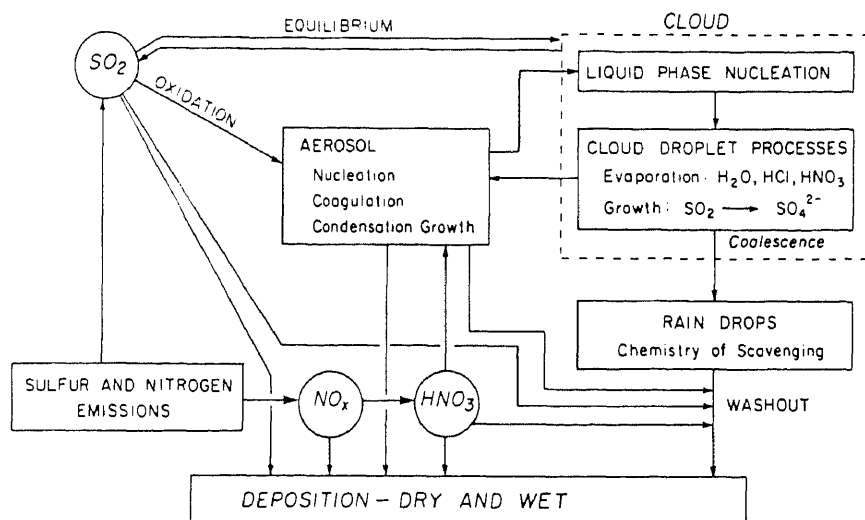 CLOUD
EQUILIBRIUM
SO₂
OXIDATION
LIQUID PHASE NUCLEATION
AEROSOL
Nucleation
Coagulation
Condensation Growth
CLOUD DROPLET PROCESSES
Evaporation: H₂O, HCl, HNO₃
Growth: SO₂ → SO₄²⁻
Coalescence
RAIN DROPS
Chemistry of Scavenging
SULFUR AND NITROGEN
EMISSIONS
NOₓ
HNO₃
WASHOUT
DEPOSITION – DRY AND WET